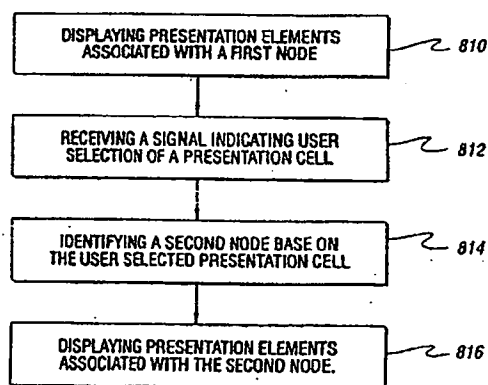 DISPLAYING PRESENTATION ELEMENTS
ASSOCIATED WITH A FIRST NODE
810
RECEIVING A SIGNAL INDICATING USER
SELECTION OF A PRESENTATION CELL
812
IDENTIFYING A SECOND NODE BASE ON
THE USER SELECTED PRESENTATION CELL
814
DISPLAYING PRESENTATION ELEMENTS
ASSOCIATED WITH THE SECOND NODE.
816